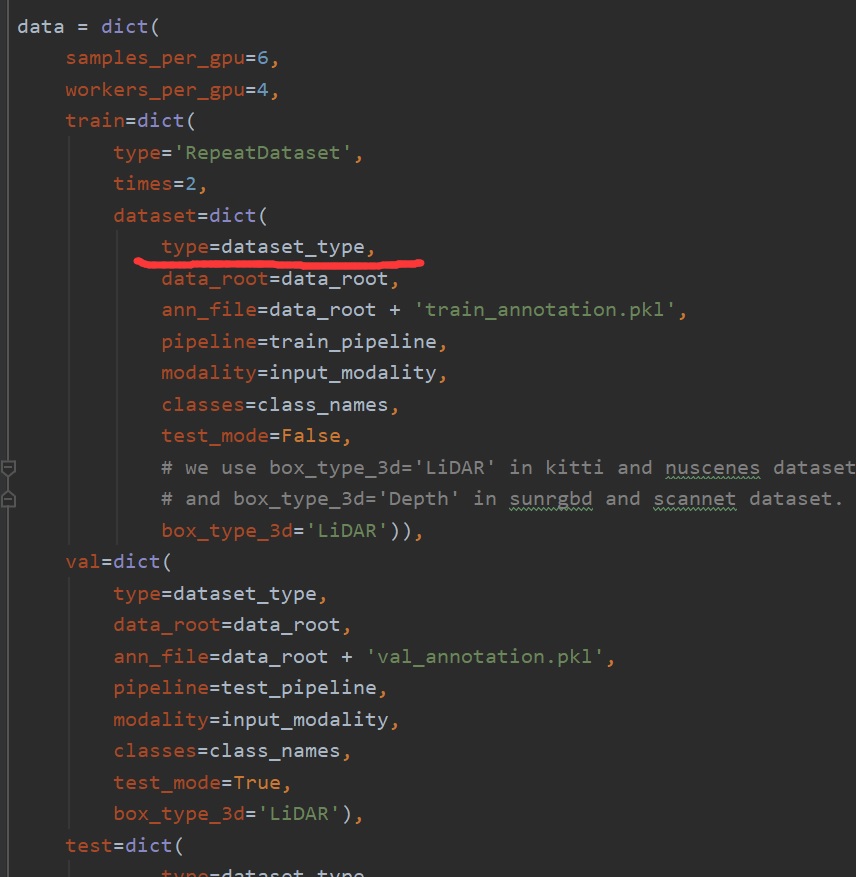 data = dict(
samples_per_gpu=6,
workers_per_gpu=4,
train=dict(
type='RepeatDataset',
times=2,
dataset=dict(
type=dataset_type,
data_root=data_root,
ann_file=data_root + 'train_annotation.pkl',
pipeline=train_pipeline,
modality=input_modality,
classes=class_names,
test_mode=False,
# we use box_type_3d='LiDAR' in kitti and nuscenes dataset
# and box_type_3d='Depth' in sunrgbd and scannet dataset.
box_type_3d='LiDAR')),
val=dict(
type=dataset_type,
data_root=data_root,
ann_file=data_root + 'val_annotation.pkl',
pipeline=test_pipeline,
modality=input_modality,
classes=class_names,
test_mode=True,
box_type_3d='LiDAR'),
test=dict(
type=dataset_type